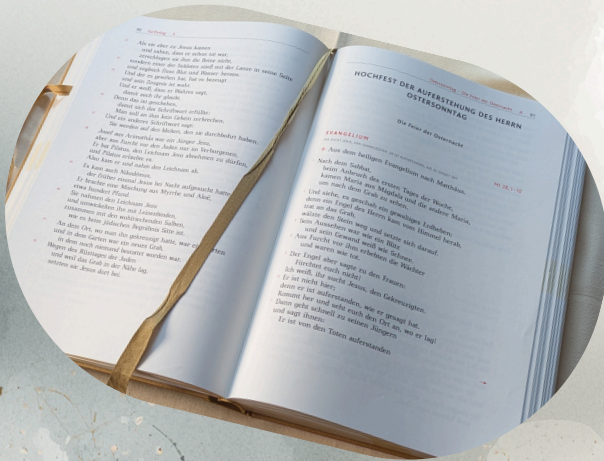 Karfreitag · A
Als sie aber zu Jesus kamen
und sahen, dass er schon tot war,
zerschlugen sie ihm die Beine nicht,
sondern einer der Soldaten stieß mit der Lanze in seine Seite
und sogleich floss Blut und Wasser heraus.
Und der es gesehen hat, hat es bezeugt
und sein Zeugnis ist wahr.
Und er weiß, dass er Wahres sagt,
damit auch ihr glaubt.
Denn das ist geschehen,
damit sich das Schriftwort erfüllte:
Man soll an ihm kein Gebein zerbrechen.
Und ein anderes Schriftwort sagt:
Sie werden auf den blicken, den sie durchbohrt haben.
Josef aus Arimathäa war ein Jünger Jesu,
aber aus Furcht vor den Juden nur im Verborgenen.
Er bat Pilatus, den Leichnam Jesu abnehmen zu dürfen,
und Pilatus erlaubte es.
Also kam er und nahm den Leichnam ab.
Es kam auch Nikodemus,
der früher einmal Jesus bei Nacht aufgesucht hatte
Er brachte eine Mischung aus Myrrhe und Aloë,
etwa hundert Pfund.
Sie nahmen den Leichnam Jesu
und umwickelten ihn mit Leinenbinden,
zusammen mit den wohlriechenden Salben,
wie es beim jüdischen Begräbnis Sitte ist.
An dem Ort, wo man ihn gekreuzigt hatte, war ein Garten
und in dem Garten war ein neues Grab,
in dem noch niemand bestattet worden war.
Wegen des Rüsttages der Juden
und weil das Grab in der Nähe lag,
setzten sie Jesus dort bei.
Ostersonntag – Die Feier der Osternacht · A 91
HOCHFEST DER AUFERSTEHUNG DES HERRN
OSTERSONNTAG
Die Feier der Osternacht
EVANGELIUM
Mt 28, 1–10
Aus dem heiligen Evangelium nach Matthäus.
Nach dem Sabbat,
beim Anbruch des ersten Tages der Woche,
kamen Maria aus Magdala und die andere Maria,
um nach dem Grab zu sehen.
Und siehe, es geschah ein gewaltiges Erdbeben;
denn ein Engel des Herrn kam vom Himmel herab,
trat an das Grab,
wälzte den Stein weg und setzte sich darauf.
Sein Aussehen war wie ein Blitz
und sein Gewand weiß wie Schnee.
Aus Furcht vor ihm erbebten die Wächter
und waren wie tot.
Der Engel aber sagte zu den Frauen:
Fürchtet euch nicht!
Ich weiß, ihr sucht Jesus, den Gekreuzigten.
Er ist nicht hier;
denn er ist auferstanden, wie er gesagt hat.
Kommt her und seht euch den Ort an, wo er lag!
Dann geht schnell zu seinen Jüngern
und sagt ihnen:
Er ist von den Toten auferstanden